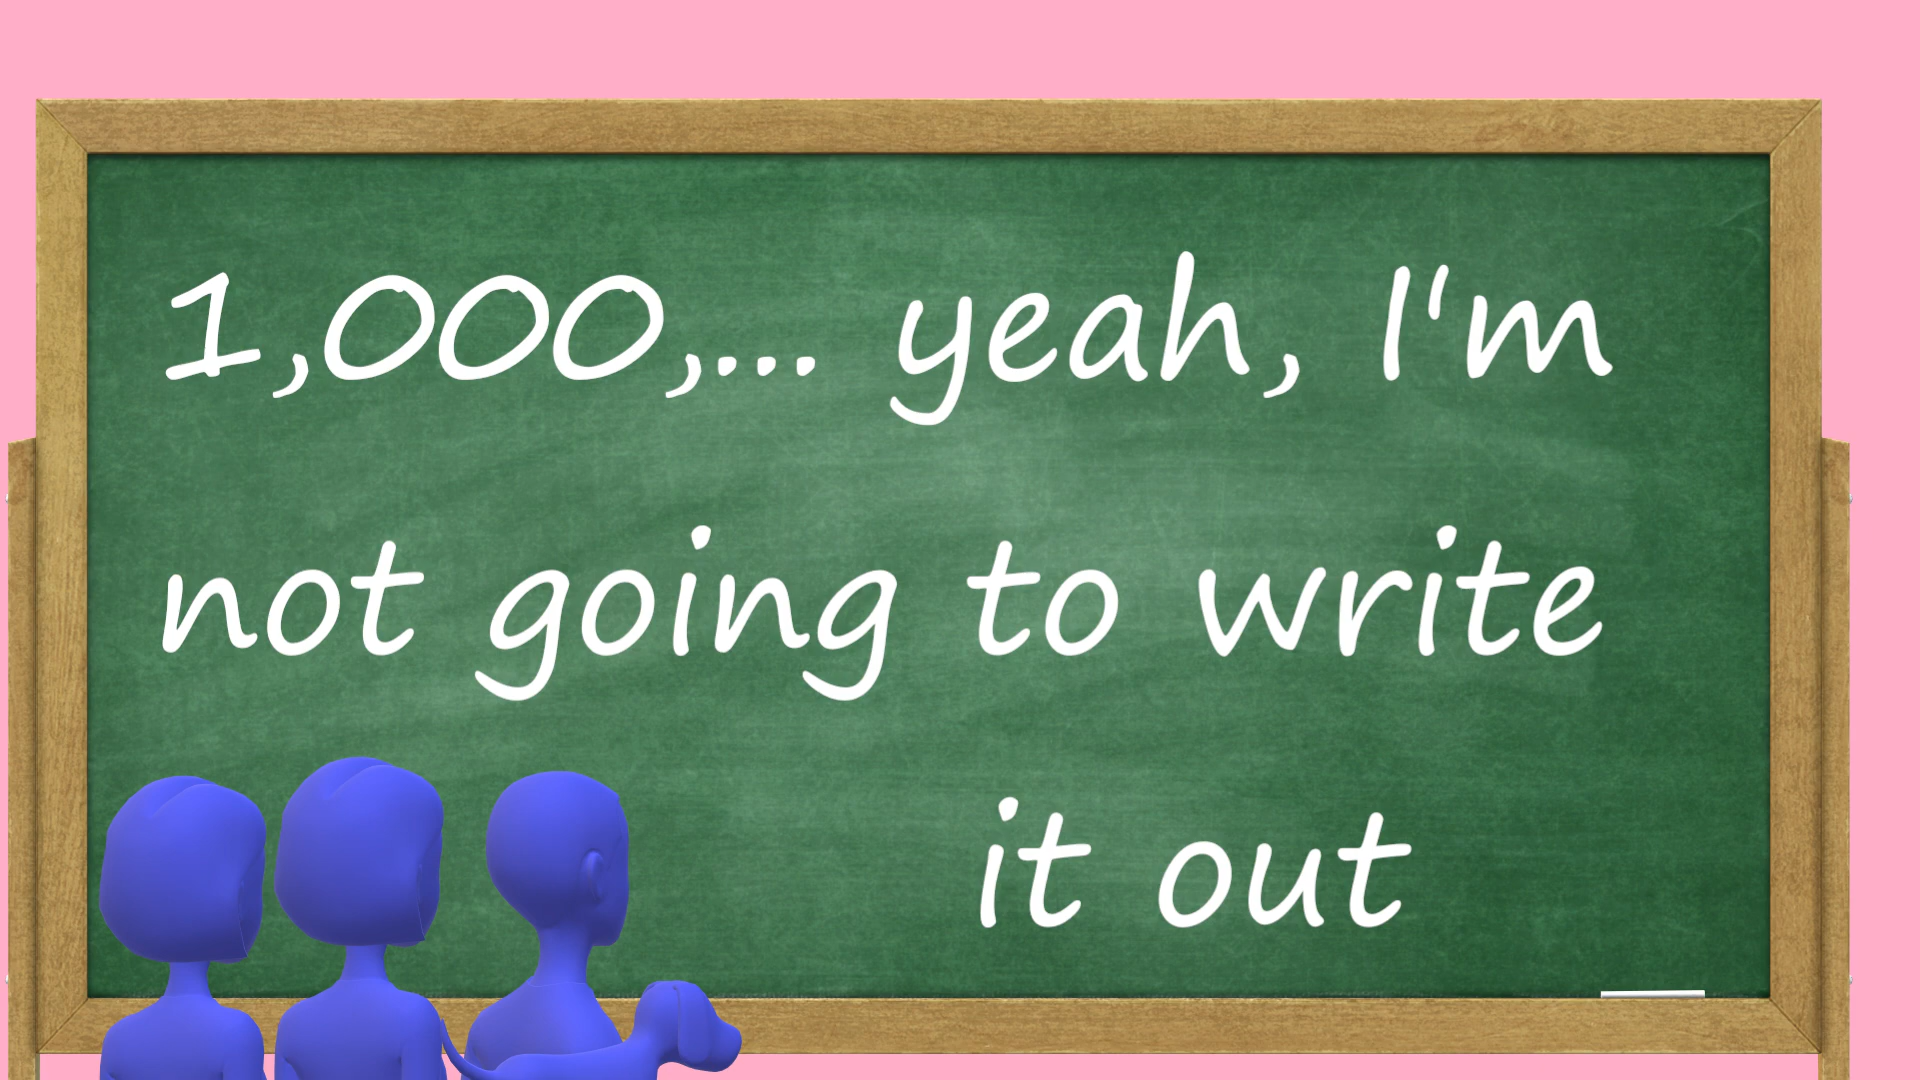 1,000,... yeah, I'm
not going to write
it out